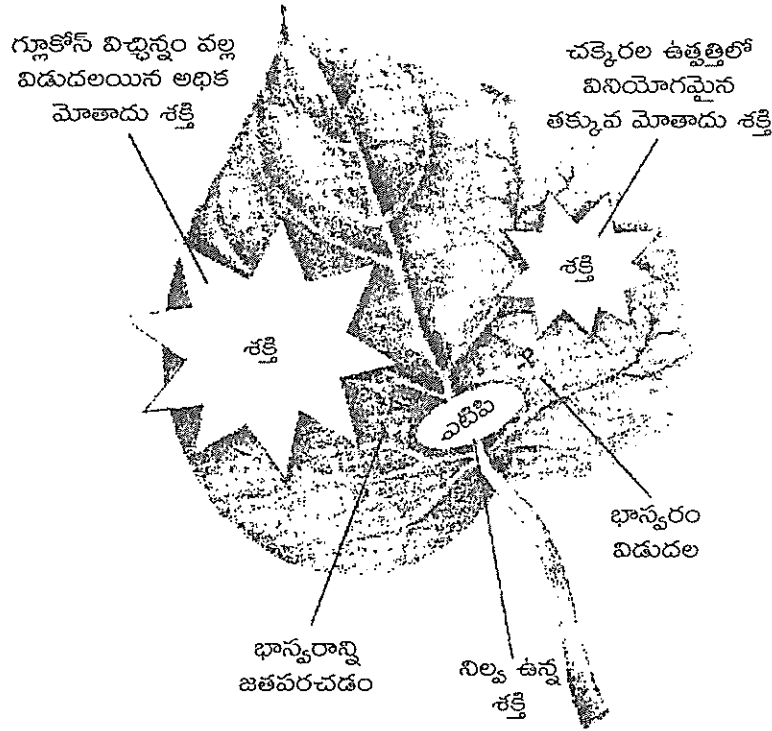 గ్లూకోస్ విచ్ఛిన్నం వల్ల
విడుదలయిన అధిక
మోతాదు శక్తి
చక్కెరల ఉత్పత్తిలో
వినియోగమైన
తక్కువ మోతాదు శక్తి
శక్తి
శక్తి
ఎటిపి
భాస్వరం
విడుదల
భాస్వరాన్ని
జతపరచడం
నిల్వ ఉన్న
శక్తి